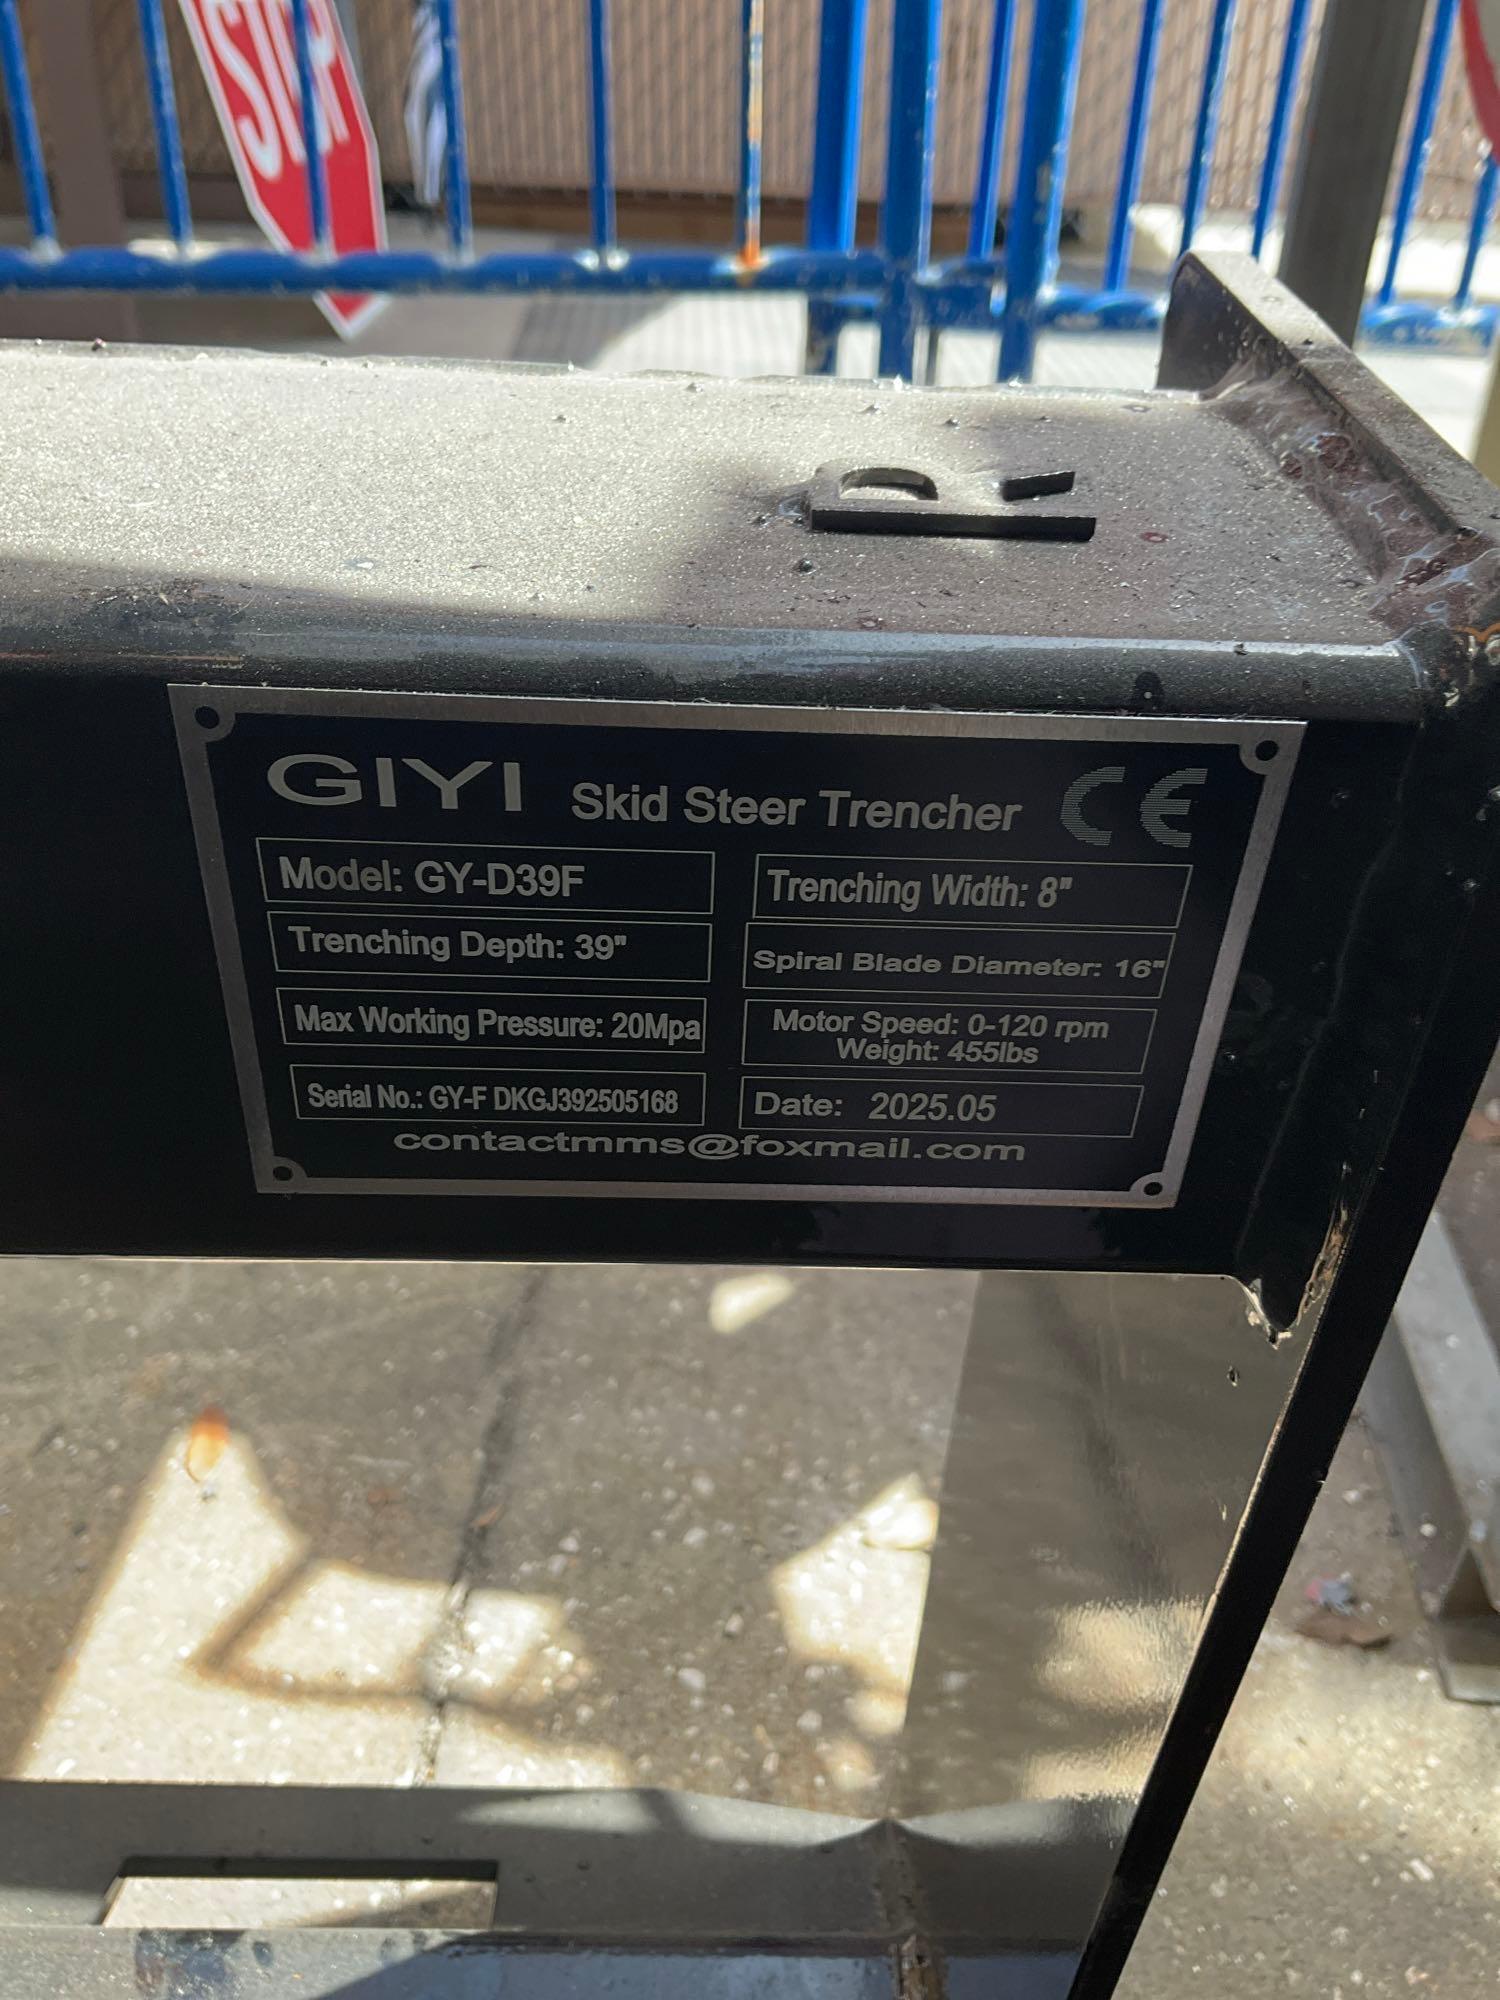 STOP
R
GIYI Skid Steer Trencher CE
Model: GY-D39F
Trenching Width: 8"
Trenching Depth: 39"
Spiral Blade Diameter: 16"
Max Working Pressure: 20Mpa
Motor Speed: 0-120 rpm
Weight: 455lbs
Serial No.: GY-F DKGJ392505168
Date: 2025.05
contactmms@foxmail.com